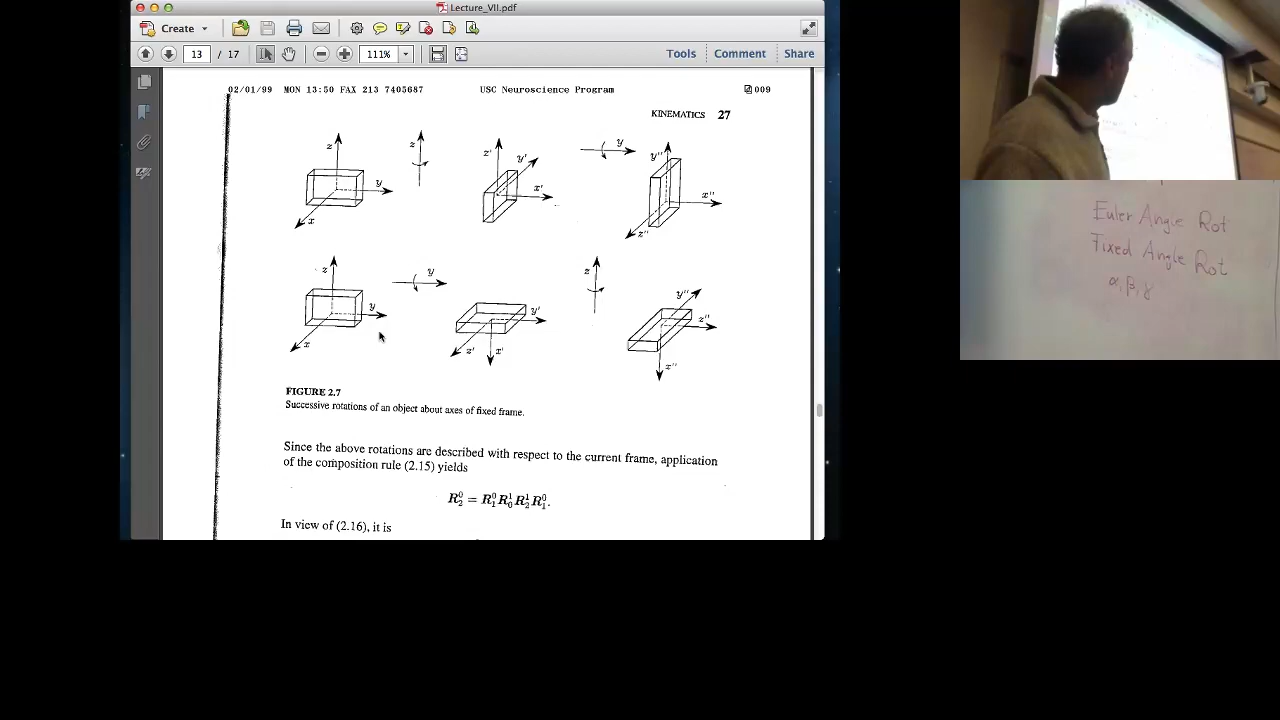 Lecture_VII.pdf
Create
13 / 17
111%
Tools Comment Share
02/01/99 MON 13:50 FAX 213 7405687 USC Neuroscience Program 009
KINEMATICS 27
z y x
z
z' y' x'
y
y'' x'' z''
z y x
y
y' z' x'
z
y'' z'' x''
FIGURE 2.7
Successive rotations of an object about axes of fixed frame.
Since the above rotations are described with respect to the current frame, application
of the composition rule (2.15) yields
R₂⁰ = R₁⁰R₀¹R₂¹R₁⁰.
In view of (2.16), it is
Euler Angle Rot
Fixed Angle Rot
α, β, γ